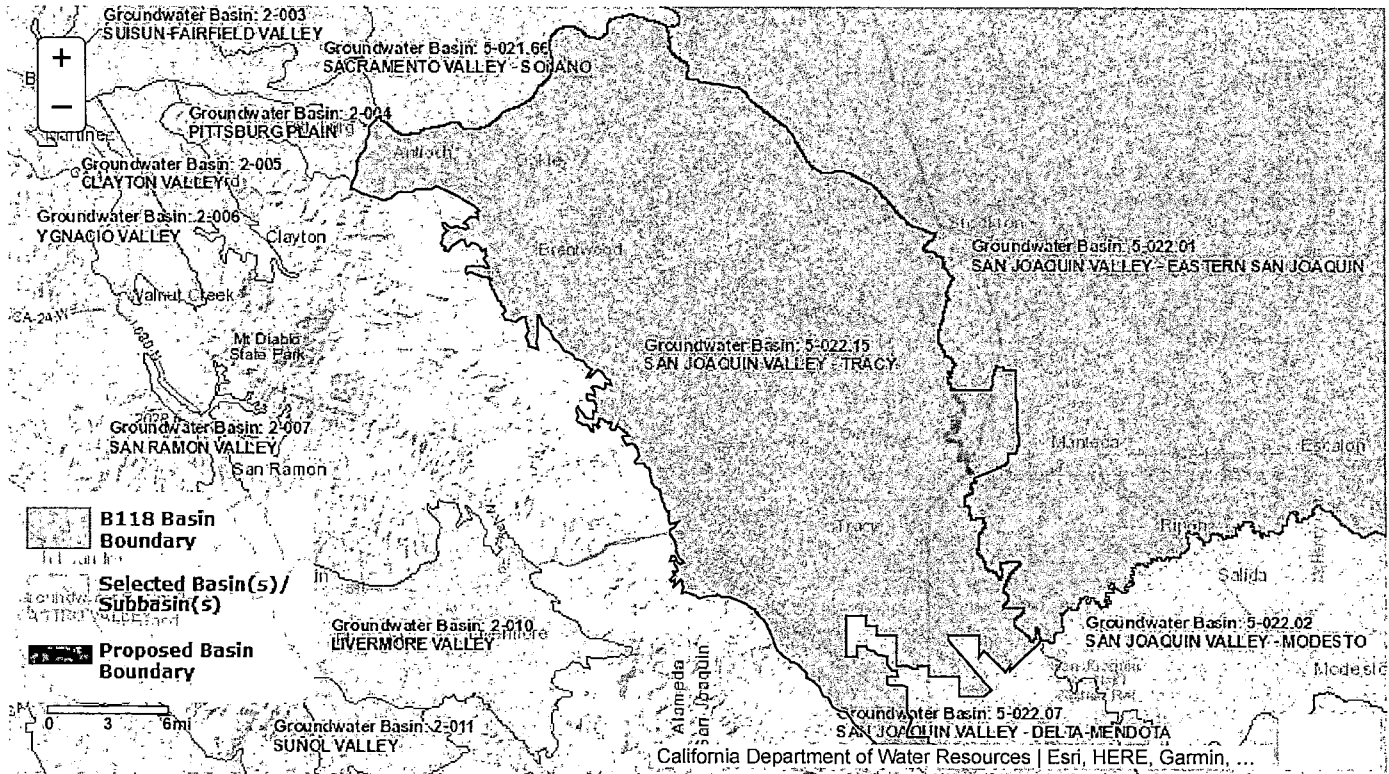 Groundwater Basin: 2-003
SUISUN-FAIRFIELD VALLEY
+
−
Groundwater Basin: 5-021.66
SACRAMENTO VALLEY - SOLANO
Groundwater Basin: 2-004
PITTSBURG PLAIN
Antioch
Groundwater Basin: 2-005
CLAYTON VALLEY
Groundwater Basin: 2-006
YGNACIO VALLEY
Clayton
Brentwood
Stockton
Groundwater Basin: 5-022.01
SAN JOAQUIN VALLEY - EASTERN SAN JOAQUIN
Walnut Creek
CA-24 W
I-680 N
Mt Diablo
State Park
Groundwater Basin: 5-022.15
SAN JOAQUIN VALLEY - TRACY
Groundwater Basin: 2-007
SAN RAMON VALLEY
San Ramon
Manteca
Escalon
B118 Basin
Boundary
Tracy
Ripon
Selected Basin(s)/
Subbasin(s)
Salida
Groundwater Basin: 2-010
LIVERMORE VALLEY
Groundwater Basin: 5-022.02
SAN JOAQUIN VALLEY - MODESTO
Proposed Basin
Boundary
Alameda
San Joaquin
0 3 6mi
Groundwater Basin: 5-022.07
SAN JOAQUIN VALLEY - DELTA-MENDOTA
Groundwater Basin: 2-011
SUNOL VALLEY
California Department of Water Resources | Esri, HERE, Garmin, ...